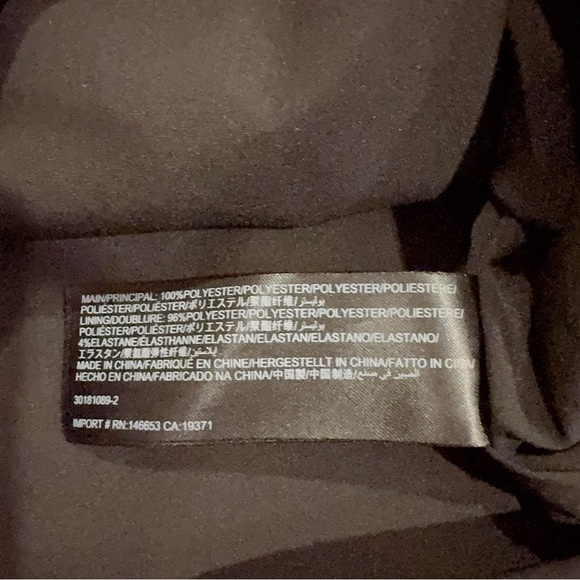 MAIN/PRINCIPAL: 100%POLYESTER/POLYESTER/POLYESTER/POLIESTERE/
POLIÉSTER/POLIÉSTER/ポリエステル/聚酯纤维/بوليستر/
LINING/DOUBLURE: 96%POLYESTER/POLYESTER/POLYESTER/POLIESTERE/
POLIÉSTER/POLIÉSTER/ポリエステル/聚酯纤维/بوليستر/
4%ELASTANE/ÉLASTHANNE/ELASTAN/ELASTAN/ELASTANO/ELASTANO/
エラスタン/聚氨酯弹性纤维/إيلاستين/
MADE IN CHINA/FABRIQUÉ EN CHINE/HERGESTELLT IN CHINA/FATTO IN CINA/
HECHO EN CHINA/FABRICADO NA CHINA/中国製/中国制造/الصين في صنع/
30181089-2
IMPORT # RN:146653 CA:19371